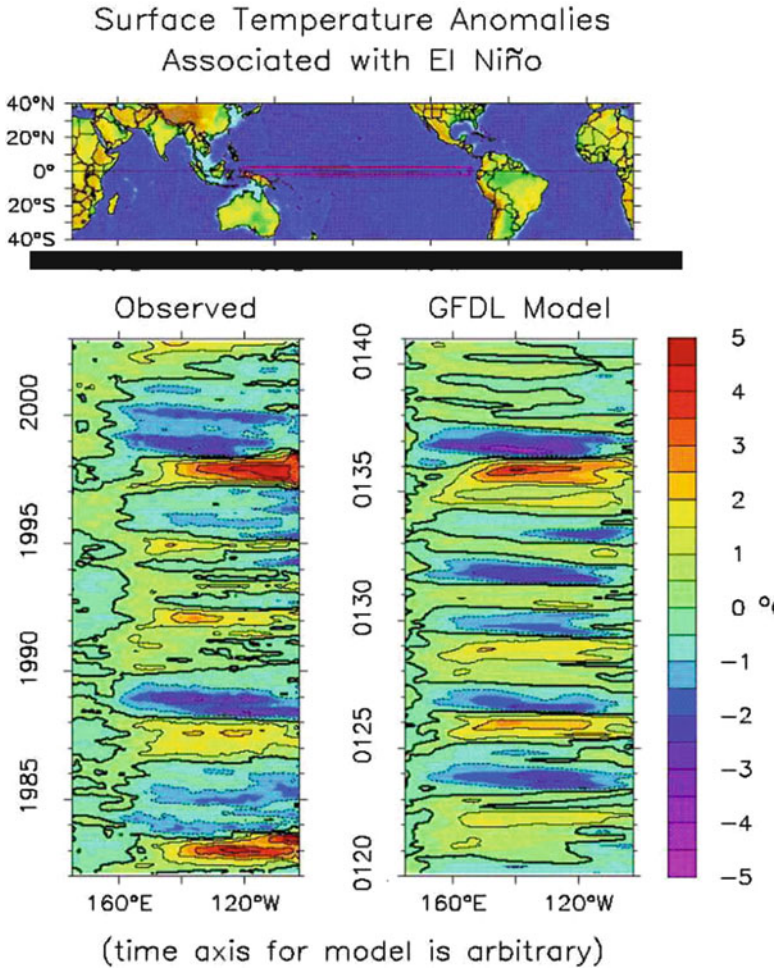 Surface Temperature Anomalies
Associated with El Niño
40°N
20°N
0°
20°S
40°S
Observed
GFDL Model
2000
1995
1990
1985
0140
0135
0130
0125
0120
5
4
3
2
1
0 °
-1
-2
-3
-4
-5
160°E 120°W
160°E 120°W
(time axis for model is arbitrary)